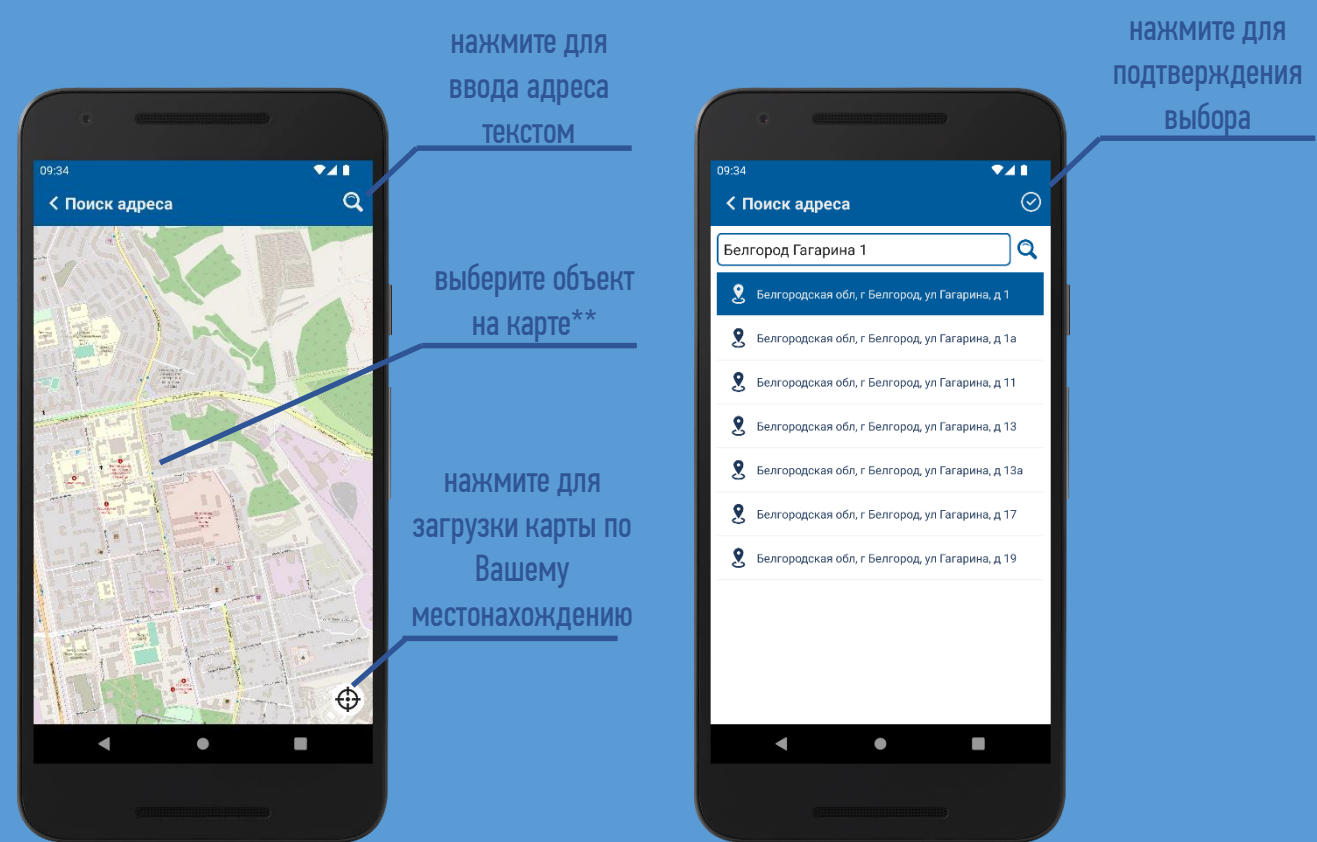 нажмите для
ввода адреса
текстом
09:34
Поиск адреса
выберите объект
на карте**
нажмите для
загрузки карты по
Вашему
местонахождению
нажмите для
подтверждения
выбора
09:34
Поиск адреса
Белгород Гагарина 1
Белгородская обл, г Белгород, ул Гагарина, д 1
Белгородская обл, г Белгород, ул Гагарина, д 1а
Белгородская обл, г Белгород, ул Гагарина, д 11
Белгородская обл, г Белгород, ул Гагарина, д 13
Белгородская обл, г Белгород, ул Гагарина, д 13а
Белгородская обл, г Белгород, ул Гагарина, д 17
Белгородская обл, г Белгород, ул Гагарина, д 19